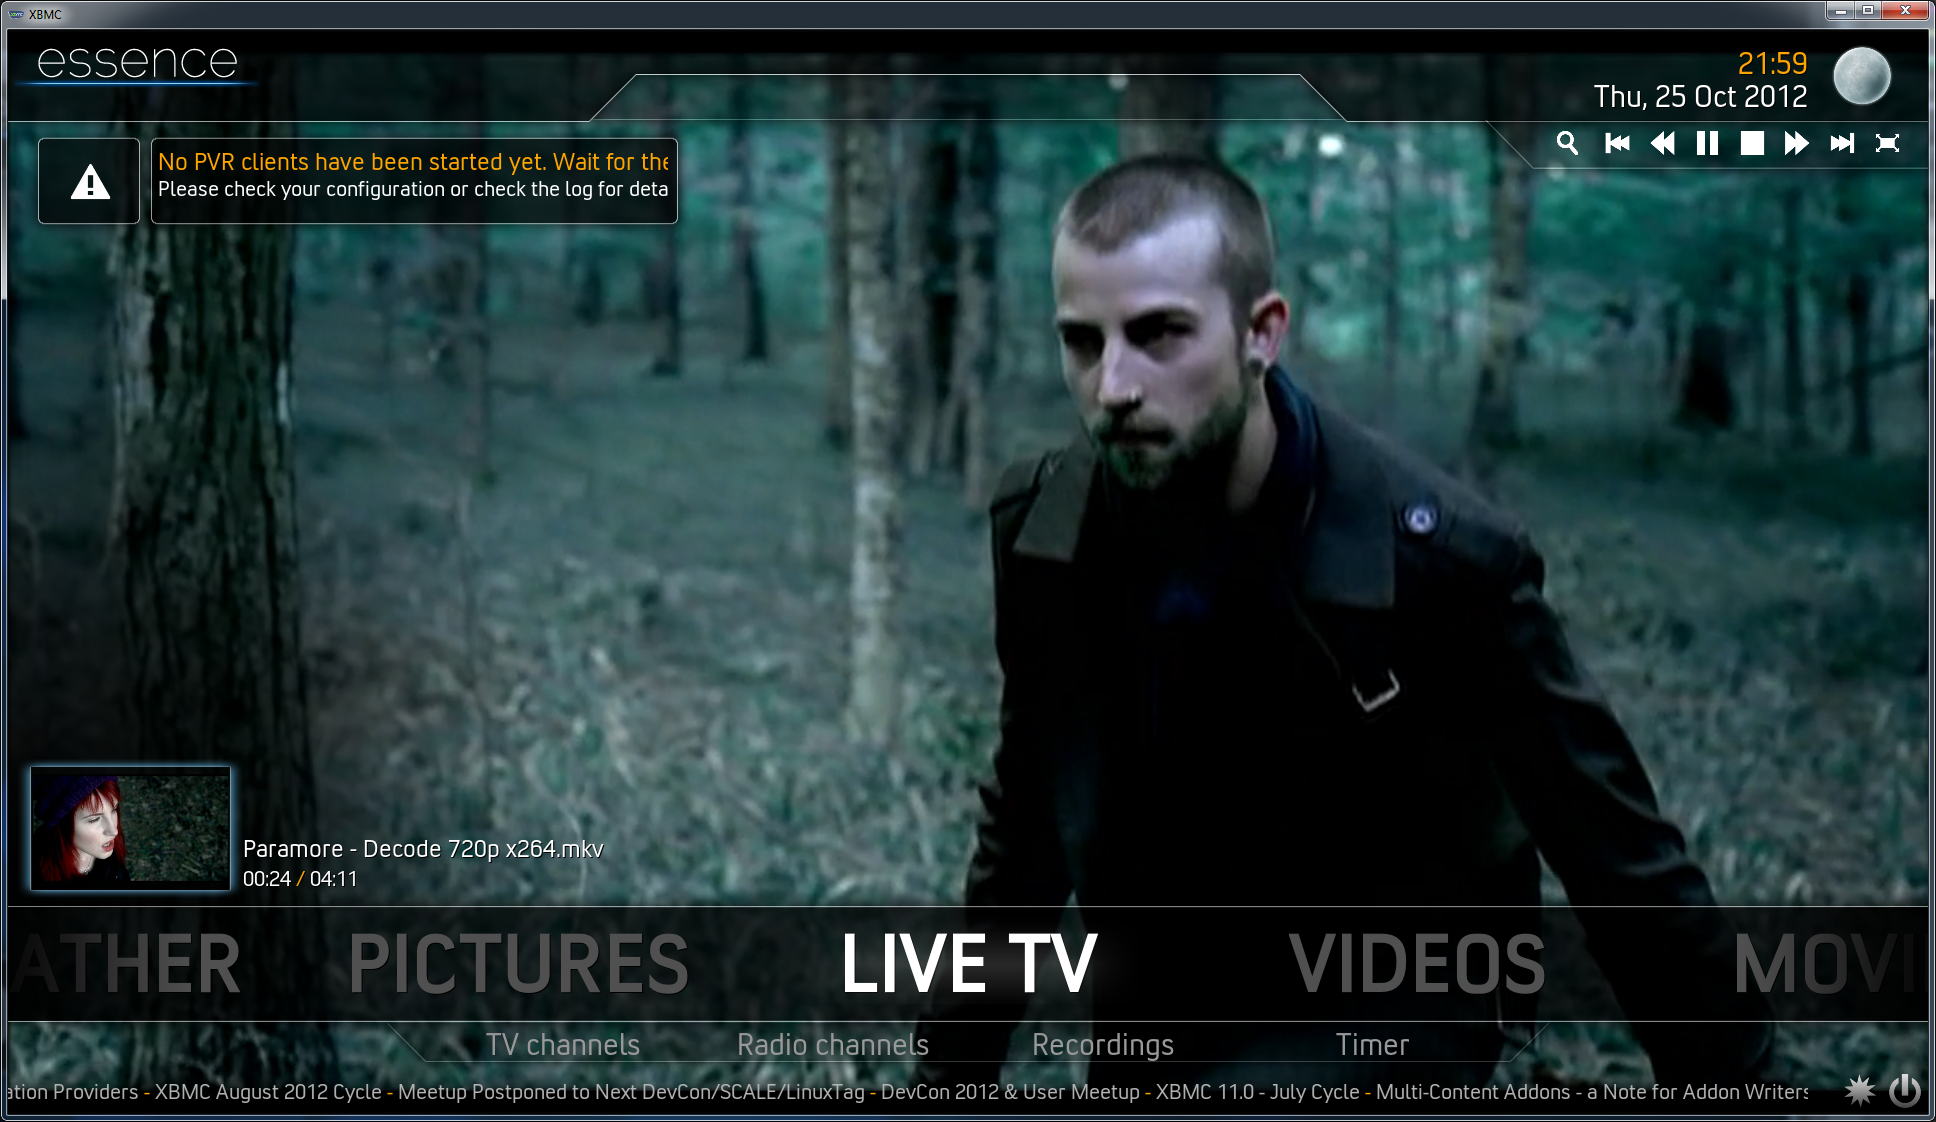 XBMC
essence
21:59
Thu, 25 Oct 2012
No PVR clients have been started yet. Wait for the
Please check your configuration or check the log for deta
Paramore - Decode 720p x264.mkv
00:24 / 04:11
ATHER PICTURES LIVE TV VIDEOS MOVI
TV channels Radio channels Recordings Timer
ation Providers - XBMC August 2012 Cycle - Meetup Postponed to Next DevCon/SCALE/LinuxTag - DevCon 2012 & User Meetup - XBMC 11.0 - July Cycle - Multi-Content Addons - a Note for Addon Writers